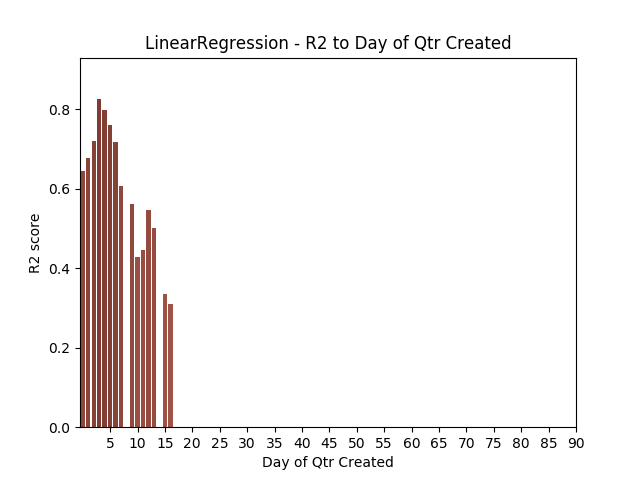 LinearRegression - R2 to Day of Qtr Created
0.8
0.6
0.4
0.2
0.0
R2 score
5 10 15 20 25 30 35 40 45 50 55 60 65 70 75 80 85 90
Day of Qtr Created